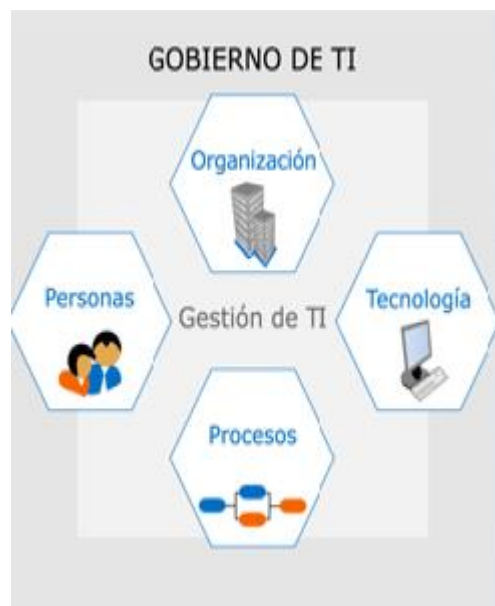 GOBIERNO DE TI
Organización
Personas
Gestión de TI
Tecnología
Procesos